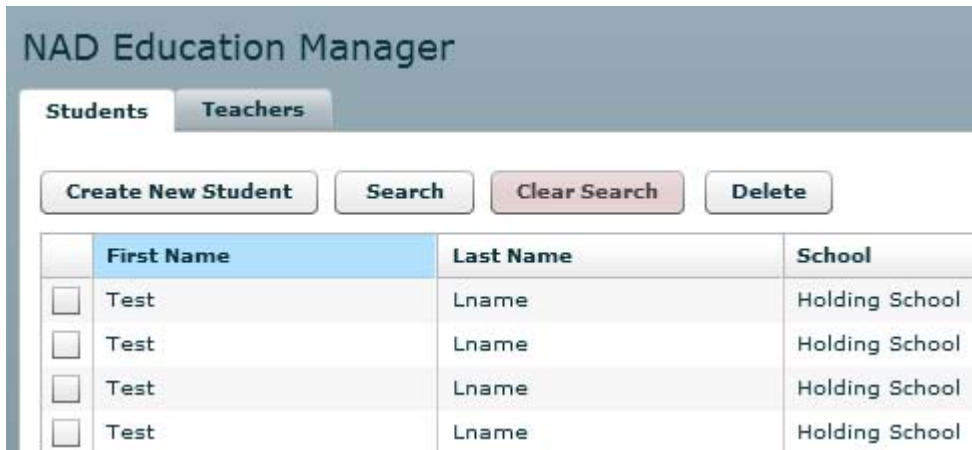 NAD Education Manager
Students Teachers
Create New Student Search Clear Search Delete
First Name Last Name School
Test Lname Holding School
Test Lname Holding School
Test Lname Holding School
Test Lname Holding School